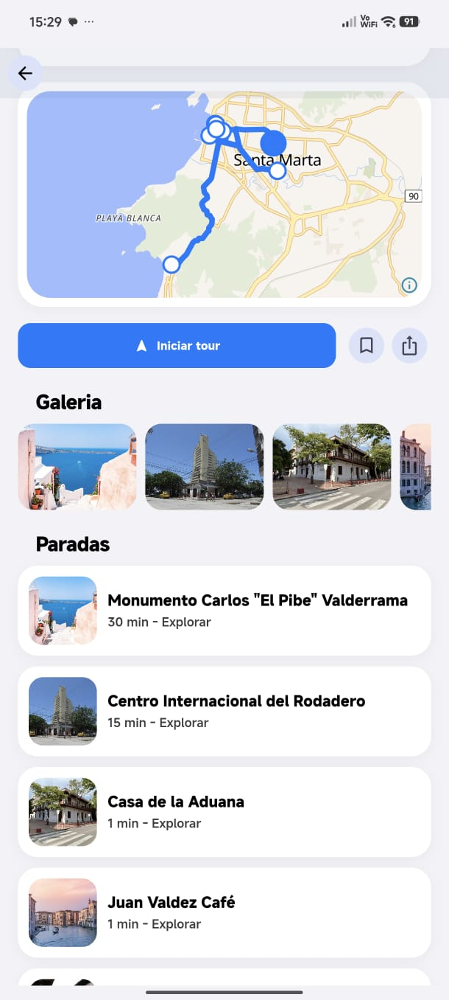 15:29
Vo
WiFi
6
91
Santa Marta
90
PLAYA BLANCA
Iniciar tour
Galeria
Paradas
Monumento Carlos "El Pibe" Valderrama
30 min - Explorar
Centro Internacional del Rodadero
15 min - Explorar
Casa de la Aduana
1 min - Explorar
Juan Valdez Café
1 min - Explorar